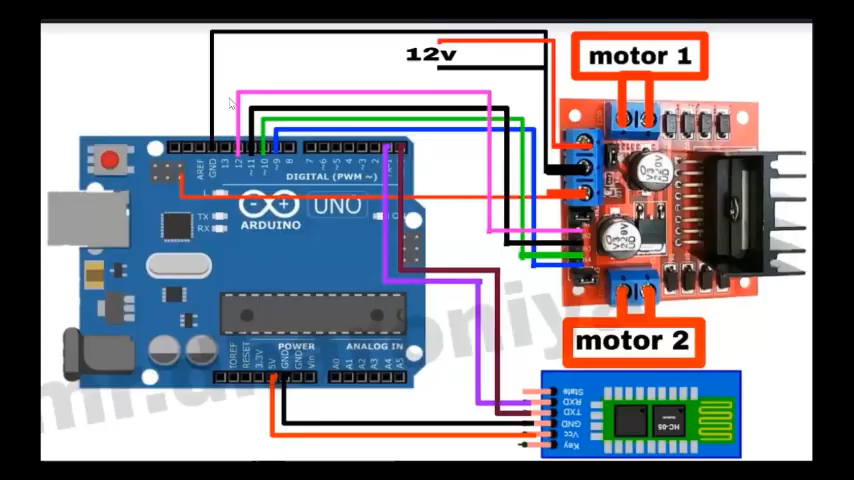 12v
motor 1
AREF
GND
13
12
~11
~10
~9
8
7
~6
~5
4
~3
2
DIGITAL (PWM ~)
L
TX
RX
UNO
ARDUINO
motor 2
POWER
ANALOG IN
IOREF
RESET
3.3V
5V
GND
GND
Vin
A0
A1
A2
A3
A4
A5
State
RXD
TXD
GND
Vcc
Key
HC-05